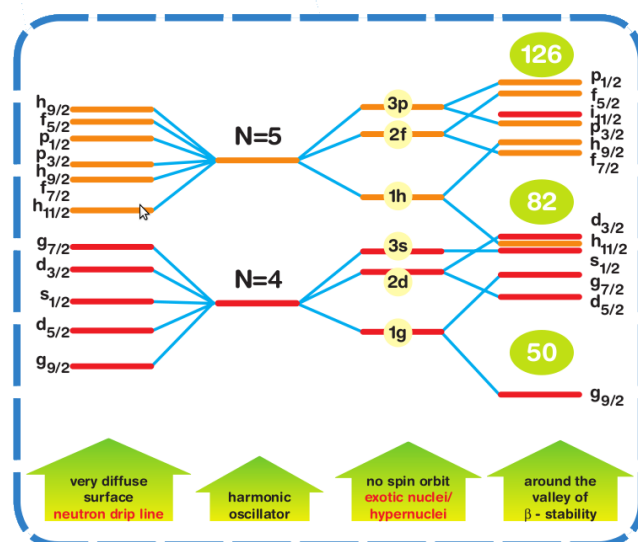 h9/2
f5/2
p1/2
p3/2
h9/2
f7/2
h11/2
g7/2
d3/2
s1/2
d5/2
g9/2
N=5
N=4
3p
2f
1h
3s
2d
1g
126
p1/2
f5/2
i11/2
p3/2
h9/2
f7/2
82
d3/2
h11/2
s1/2
g7/2
d5/2
50
g9/2
very diffuse
surface
neutron drip line
harmonic
oscillator
no spin orbit
exotic nuclei/
hypernuclei
around the
valley of
β - stability